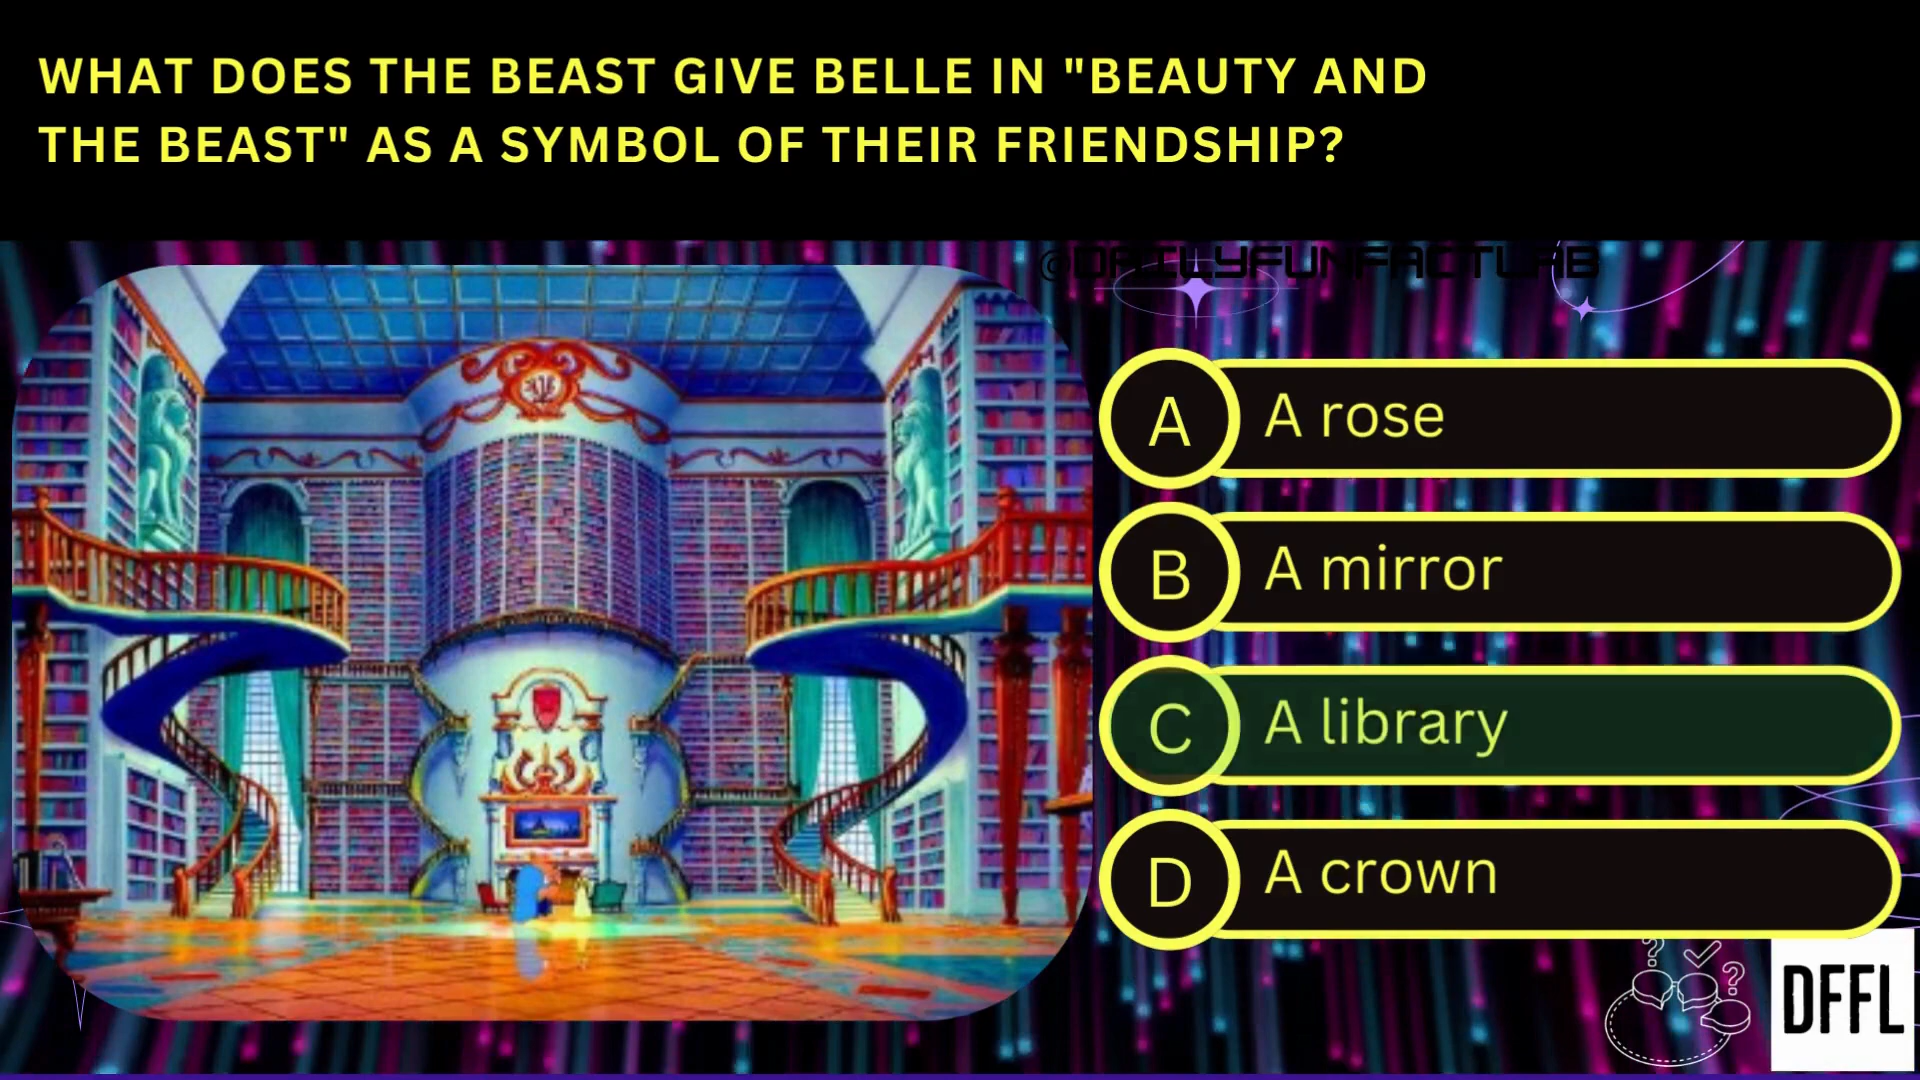 WHAT DOES THE BEAST GIVE BELLE IN "BEAUTY AND
THE BEAST" AS A SYMBOL OF THEIR FRIENDSHIP?
@DAILYFUNFACTLAB
A
A rose
B
A mirror
C
A library
D
A crown
DFFL